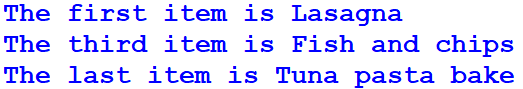 The first item is Lasagna
The third item is Fish and chips
The last item is Tuna pasta bake